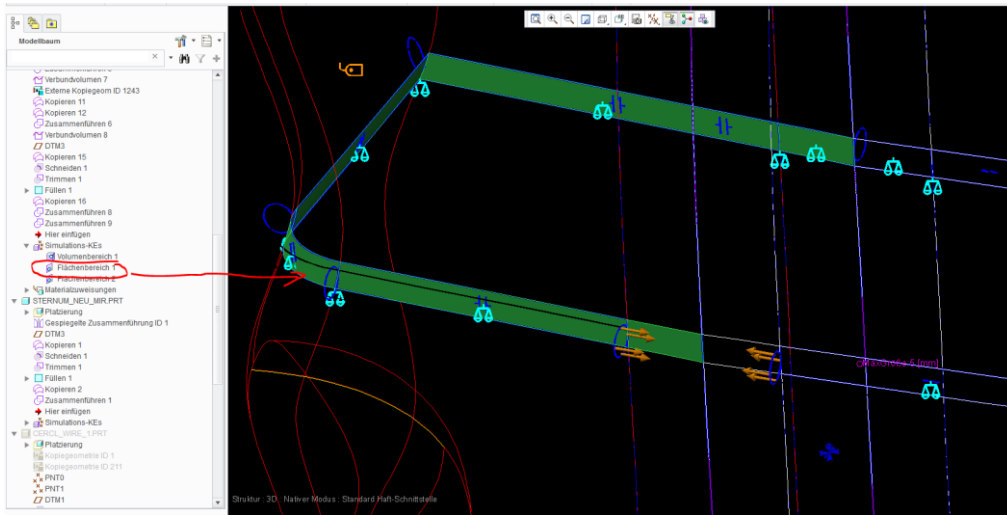 Modellbaum
Verbundvolumen 7
Externe Kopiegeom ID 1243
Kopieren 11
Kopieren 12
Zusammenführen 6
Verbundvolumen 8
DTM3
Kopieren 15
Schneiden 1
Trimmen 1
Füllen 1
Kopieren 16
Zusammenführen 8
Zusammenführen 9
Hier einfügen
Simulations-KEs
Volumenbereich 1
Flächenbereich 1
Flächenbereich 2
Materialzuweisungen
STERNUM_NEU_MIR.PRT
Platzierung
Gespiegelte Zusammenführung ID 1
DTM3
Kopieren 1
Schneiden 1
Trimmen 1
Füllen 1
Kopieren 2
Zusammenführen 1
Hier einfügen
Simulations-KEs
CERCL_WIRE_1.PRT
Platzierung
Kopiegeometrie ID 1
Kopiegeometrie ID 211
PNT0
PNT1
DTM1
Struktur : 3D : Nativer Modus : Standard Haft-Schnittstelle